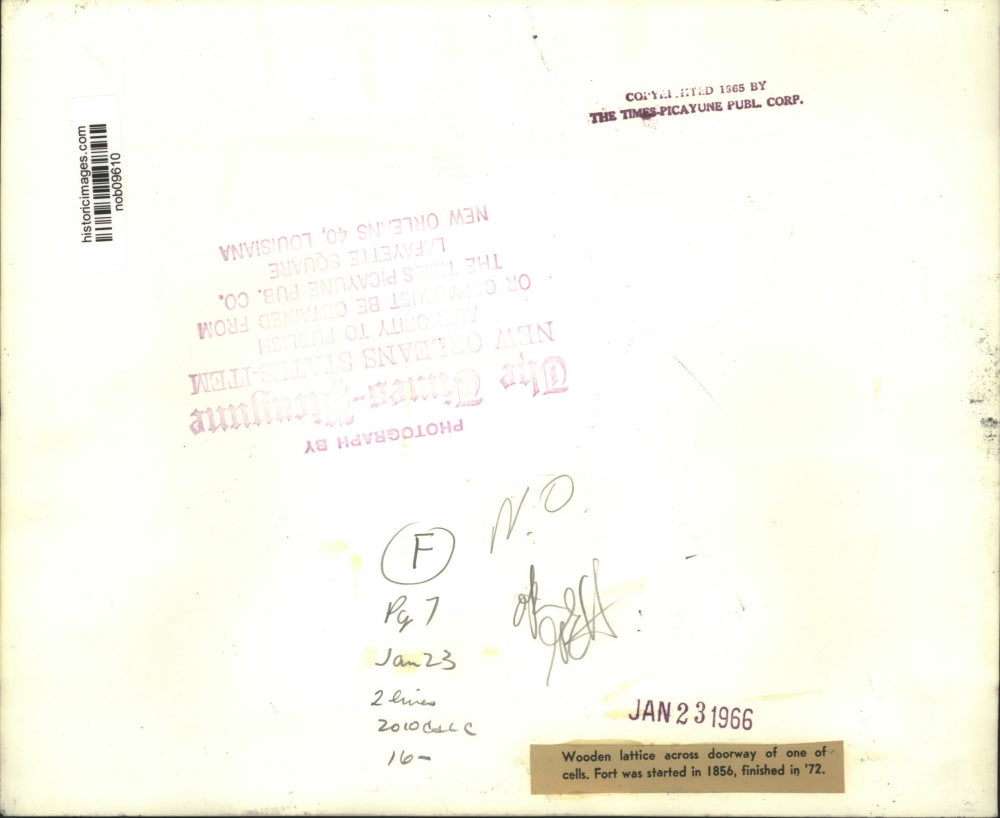 COPYRIGHTED 1965 BY
THE TIMES-PICAYUNE PUBL. CORP.
historicimages.com
nob09610
PHOTOGRAPH BY
The Times-Picayune
NEW ORLEANS STATES-ITEM
AUTHORITY TO PUBLISH
OR COPY MUST BE OBTAINED FROM
THE TIMES PICAYUNE PUB. CO.
LAFAYETTE SQUARE
NEW ORLEANS 40, LOUISIANA
N.O.
F
Pg 7
Jan 23
2 lines
16-
JAN 23 1966
Wooden lattice across doorway of one of
cells. Fort was started in 1856, finished in '72.